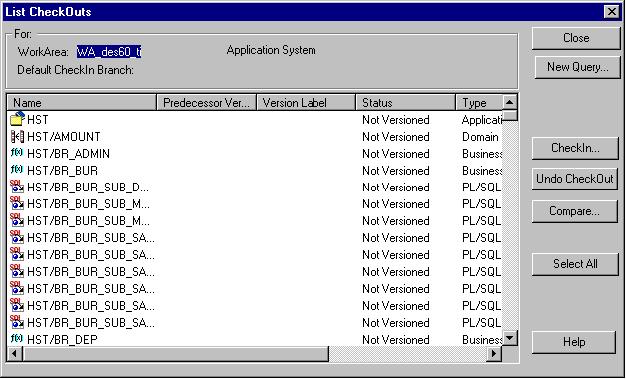 List CheckOuts
For:
WorkArea: WA_des60_ti Application System
Default CheckIn Branch:
Close
New Query...
Name Predecessor Ver... Version Label Status Type
HST Not Versioned Applicati
HST/AMOUNT Not Versioned Domain
HST/BR_ADMIN Not Versioned Business
HST/BR_BUR Not Versioned Business
HST/BR_BUR_SUB_D... Not Versioned PL/SQL
HST/BR_BUR_SUB_M... Not Versioned PL/SQL
HST/BR_BUR_SUB_M... Not Versioned PL/SQL
HST/BR_BUR_SUB_SA... Not Versioned PL/SQL
HST/BR_BUR_SUB_SA... Not Versioned PL/SQL
HST/BR_BUR_SUB_SA... Not Versioned PL/SQL
HST/BR_BUR_SUB_SA... Not Versioned PL/SQL
HST/BR_BUR_SUB_SA... Not Versioned PL/SQL
HST/BR_BUR_SUB_SA... Not Versioned PL/SQL
HST/BR_DEP Not Versioned Business
CheckIn...
Undo CheckOut
Compare...
Select All
Help